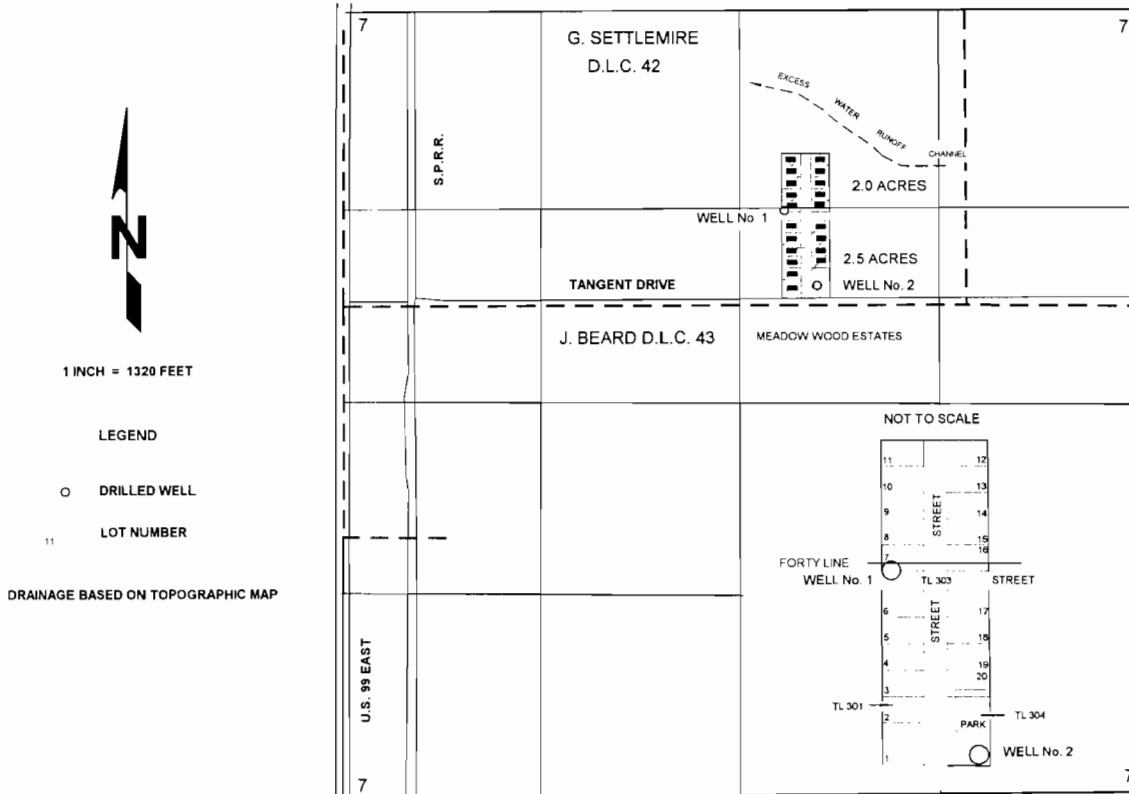 7
7
G. SETTLEMIRE
D.L.C. 42
EXCESS
WATER
RUNOFF
CHANNEL
S.P.R.R.
2.0 ACRES
WELL No. 1
N
2.5 ACRES
TANGENT DRIVE
WELL No. 2
J. BEARD D.L.C. 43
MEADOW WOOD ESTATES
1 INCH = 1320 FEET
LEGEND
DRILLED WELL
11 LOT NUMBER
DRAINAGE BASED ON TOPOGRAPHIC MAP
U.S. 99 EAST
NOT TO SCALE
11
12
10
13
9
STREET
14
8
15
16
7
FORTY LINE
WELL No. 1
TL 303
STREET
6
17
STREET
5
18
4
19
20
3
TL 301
2
TL 304
PARK
WELL No. 2
1
7
7